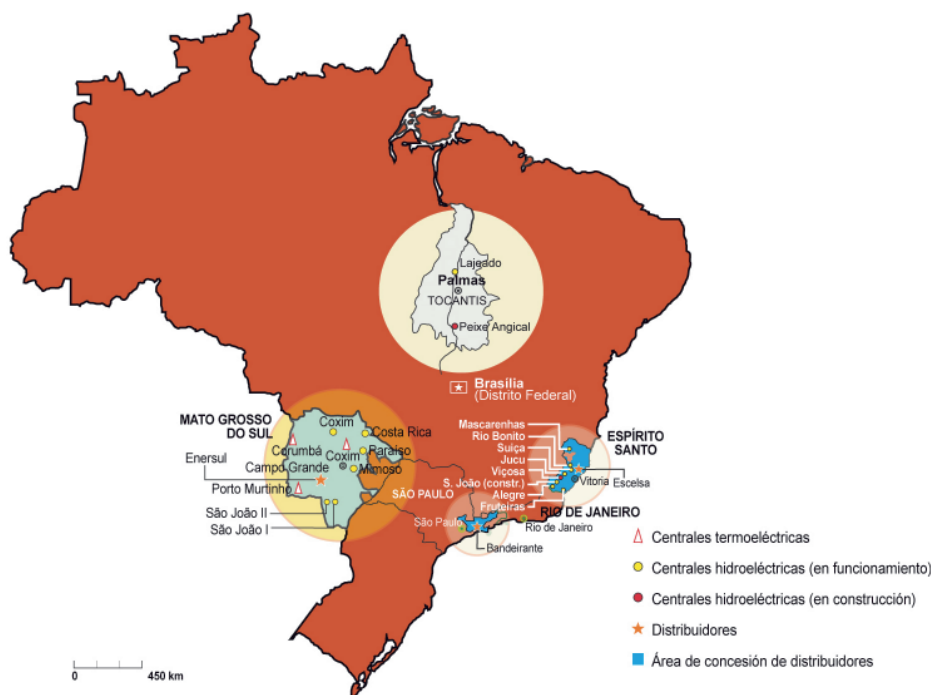 Lajeado
Palmas
TOCANTIS
Peixe Angical
Brasília
(Distrito Federal)
MATO GROSSO
DO SUL
Coxim
Costa Rica
Corumbá
Coxim
Paraíso
Enersul
Campo Grande
Mimoso
Porto Murtinho
São João II
São João I
SÃO PAULO
São Paulo
Bandeirante
Mascarenhas
Rio Bonito
Suiça
Jucu
Viçosa
S. João (constr.)
Alegre
Fruteiras
ESPÍRITO
SANTO
Vitoria
Escelsa
RIO DE JANEIRO
Rio de Janeiro
Centrales termoeléctricas
Centrales hidroeléctricas (en funcionamiento)
Centrales hidroeléctricas (en construcción)
Distribuidores
Área de concesión de distribuidores
0 450 km